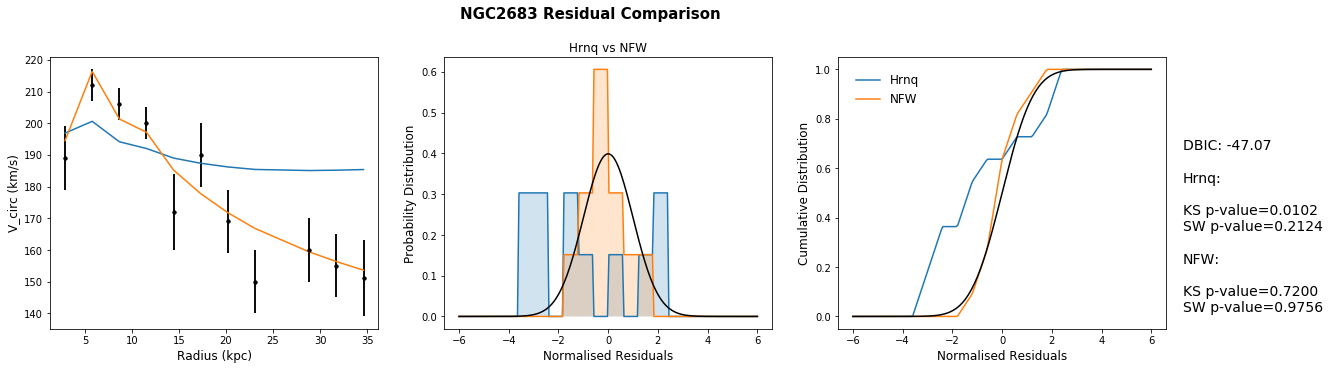 NGC2683 Residual Comparison
220
210
200
190
180
170
160
150
140
V_circ (km/s)
5
10
15
20
25
30
35
Radius (kpc)
Hrnq vs NFW
0.6
0.5
0.4
0.3
0.2
0.1
0.0
Probability Distribution
−6
−4
−2
0
2
4
6
Normalised Residuals
Hrnq
NFW
1.0
0.8
0.6
0.4
0.2
0.0
Cumulative Distribution
−6
−4
−2
0
2
4
6
Normalised Residuals
DBIC: -47.07
Hrnq:
KS p-value=0.0102
SW p-value=0.2124
NFW:
KS p-value=0.7200
SW p-value=0.9756